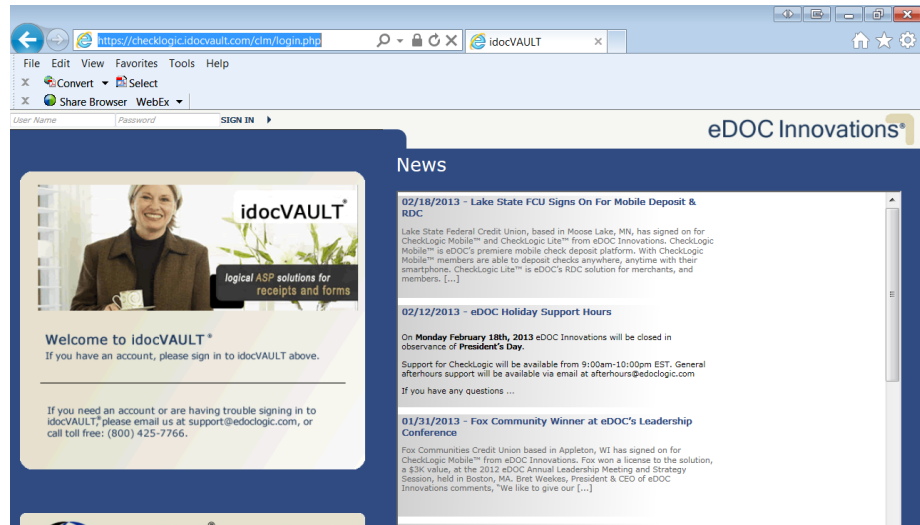 https://checklogic.idocvault.com/clm/login.php
idocVAULT
File Edit View Favorites Tools Help
x Convert Select
x Share Browser WebEx
User Name Password SIGN IN
eDOC Innovations®
idocVAULT®
logical ASP solutions for
receipts and forms
Welcome to idocVAULT®
If you have an account, please sign in to idocVAULT above.
If you need an account or are having trouble signing in to
idocVAULT,® please email us at support@edoclogic.com, or
call toll free: (800) 425-7766.
News
02/18/2013 - Lake State FCU Signs On For Mobile Deposit &
RDC
Lake State Federal Credit Union, based in Moose Lake, MN, has signed on for
CheckLogic Mobile™ and CheckLogic Lite™ from eDOC Innovations. CheckLogic
Mobile™ is eDOC’s premiere mobile check deposit platform. With CheckLogic
Mobile™ members are able to deposit checks anywhere, anytime with their
smartphone. CheckLogic Lite™ is eDOC’s RDC solution for merchants, and
members. [...]
02/12/2013 - eDOC Holiday Support Hours
On Monday February 18th, 2013 eDOC Innovations will be closed in
observance of President’s Day.
Support for CheckLogic will be available from 9:00am-10:00pm EST. General
afterhours support will be available via email at afterhours@edoclogic.com
If you have any questions ...
01/31/2013 - Fox Community Winner at eDOC’s Leadership
Conference
Fox Communities Credit Union based in Appleton, WI has signed on for
CheckLogic Mobile™ from eDOC Innovations. Fox won a license to the solution,
a $3K value, at the 2012 eDOC Annual Leadership Meeting and Strategy
Session, held in Boston, MA. Bret Weekes, President & CEO of eDOC
Innovations comments, “We like to give our [...]